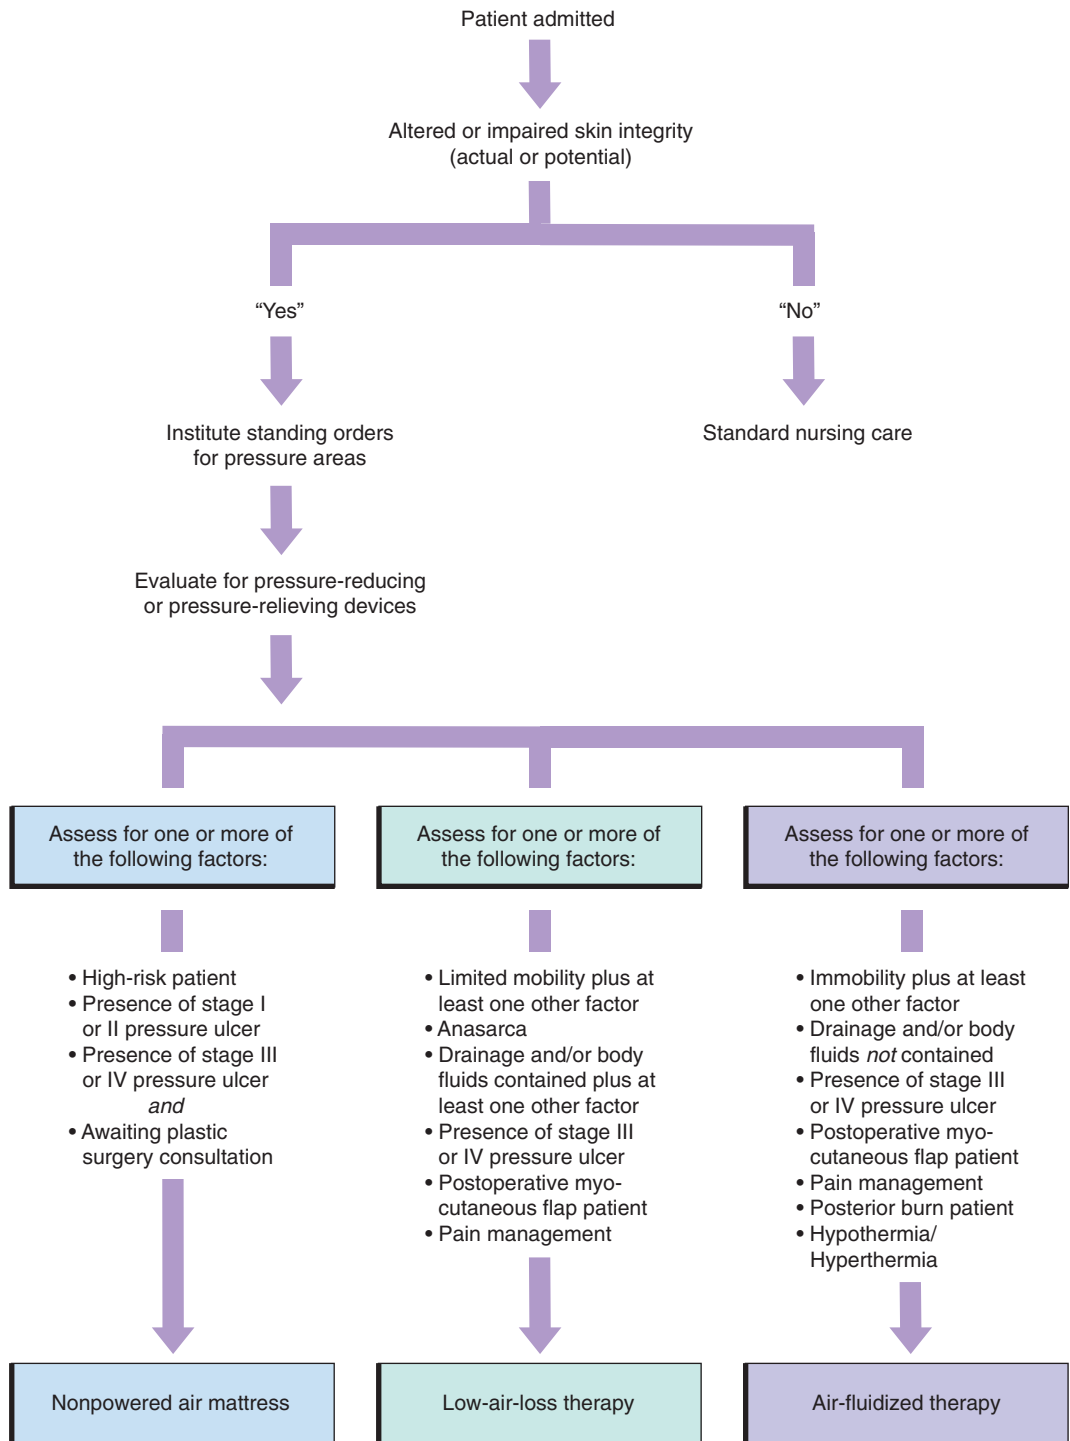 Patient admitted
Altered or impaired skin integrity
(actual or potential)
“Yes”
“No”
Institute standing orders
for pressure areas
Standard nursing care
Evaluate for pressure-reducing
or pressure-relieving devices
Assess for one or more of
the following factors:
• High-risk patient
• Presence of stage I
or II pressure ulcer
• Presence of stage III
or IV pressure ulcer
and
• Awaiting plastic
surgery consultation
Nonpowered air mattress
Assess for one or more of
the following factors:
• Limited mobility plus at
least one other factor
• Anasarca
• Drainage and/or body
fluids contained plus at
least one other factor
• Presence of stage III
or IV pressure ulcer
• Postoperative myo-
cutaneous flap patient
• Pain management
Low-air-loss therapy
Assess for one or more of
the following factors:
• Immobility plus at least
one other factor
• Drainage and/or body
fluids not contained
• Presence of stage III
or IV pressure ulcer
• Postoperative myo-
cutaneous flap patient
• Pain management
• Posterior burn patient
• Hypothermia/
Hyperthermia
Air-fluidized therapy